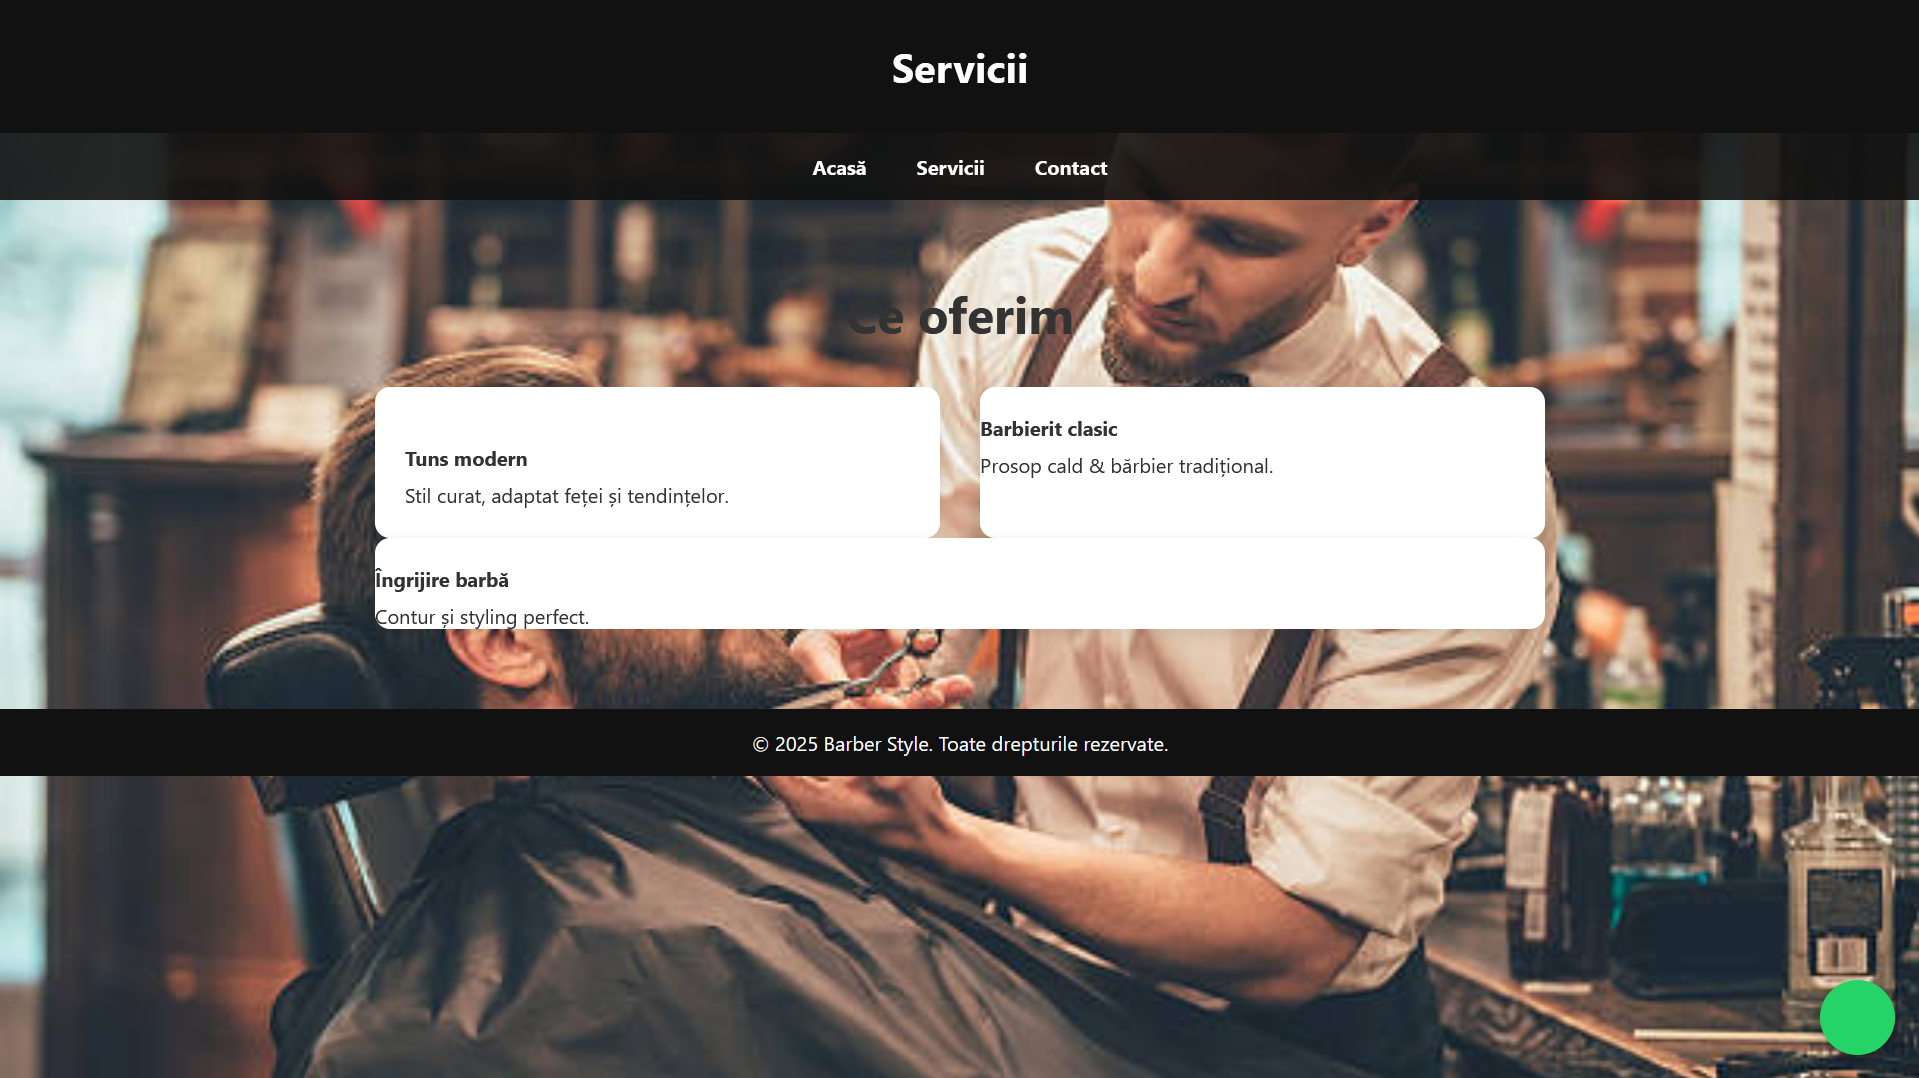 Servicii
Acasă Servicii Contact
Ce oferim
Tuns modern
Stil curat, adaptat feței și tendințelor.
Barbierit clasic
Prosop cald & bărbier tradițional.
Îngrijire barbă
Contur și styling perfect.
© 2025 Barber Style. Toate drepturile rezervate.